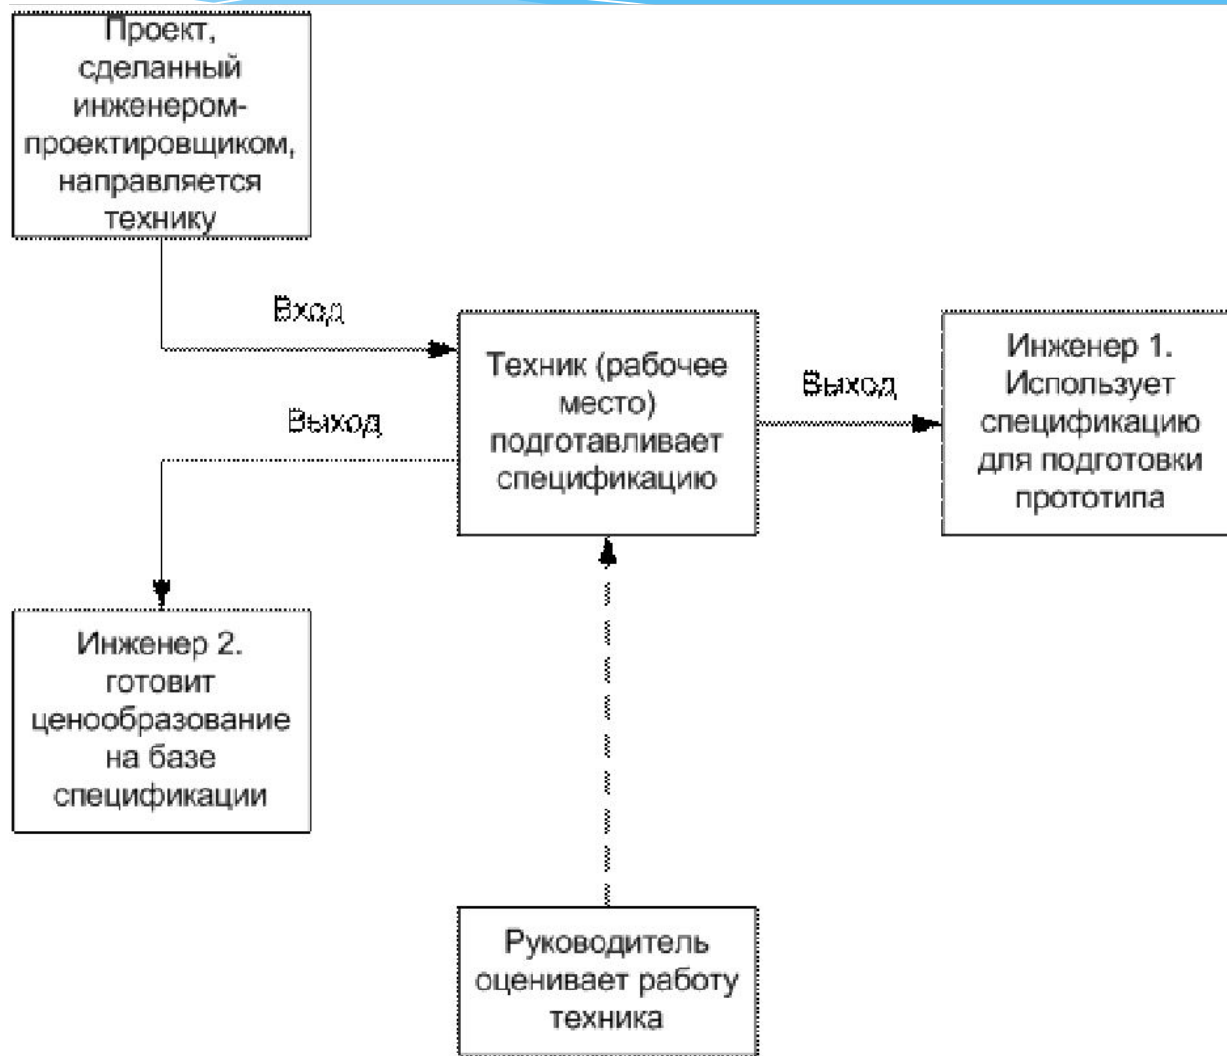 Проект,
сделанный
инженером-
проектировщиком,
направляется
технику
Вход
Техник (рабочее
место)
подготавливает
спецификацию
Выход
Инженер 1.
Использует
спецификацию
для подготовки
прототипа
Выход
Инженер 2.
готовит
ценообразование
на базе
спецификации
Руководитель
оценивает работу
техника